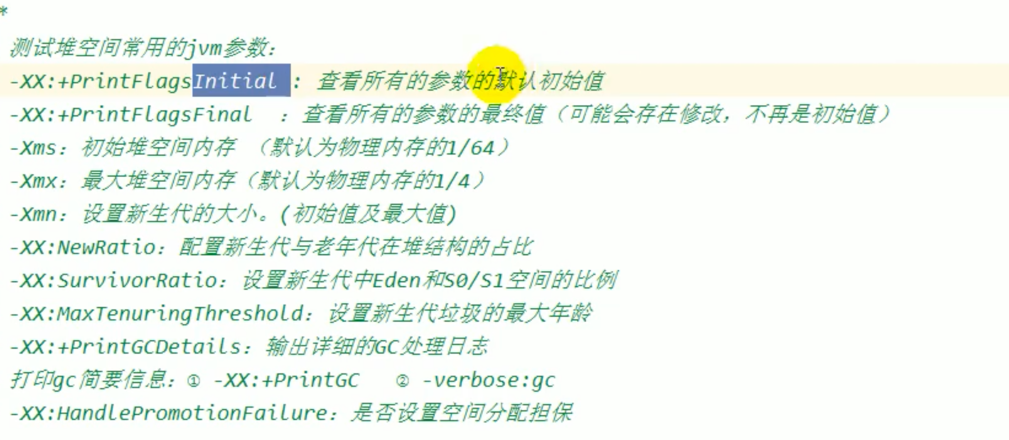 *
测试堆空间常用的jvm参数：
-XX:+PrintFlagsInitial : 查看所有的参数的默认初始值
-XX:+PrintFlagsFinal ：查看所有的参数的最终值（可能会存在修改，不再是初始值）
-Xms：初始堆空间内存 （默认为物理内存的1/64）
-Xmx：最大堆空间内存（默认为物理内存的1/4）
-Xmn：设置新生代的大小。(初始值及最大值)
-XX:NewRatio：配置新生代与老年代在堆结构的占比
-XX:SurvivorRatio：设置新生代中Eden和S0/S1空间的比例
-XX:MaxTenuringThreshold：设置新生代垃圾的最大年龄
-XX:+PrintGCDetails：输出详细的GC处理日志
打印gc简要信息：① -XX:+PrintGC ② -verbose:gc
-XX:HandlePromotionFailure：是否设置空间分配担保